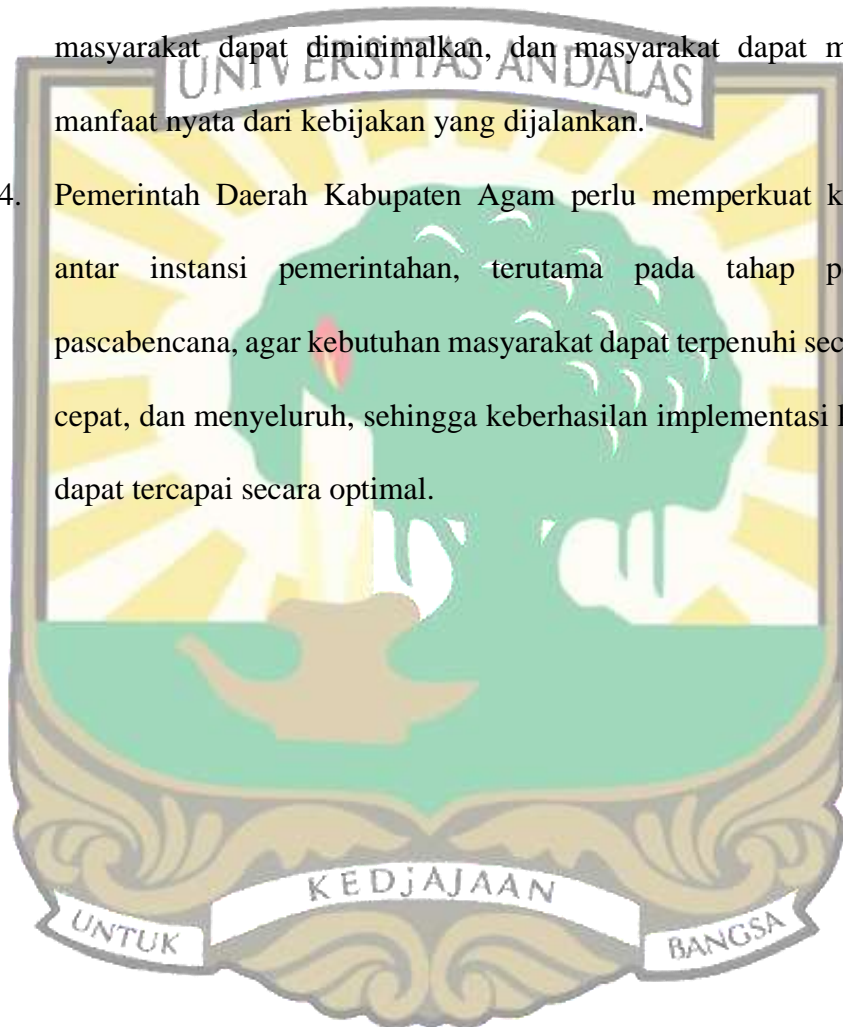 masyarakat dapat diminimalkan, dan masyarakat dapat m
UNIVERSITAS ANDALAS
manfaat nyata dari kebijakan yang dijalankan.
4. Pemerintah Daerah Kabupaten Agam perlu memperkuat k
antar instansi pemerintahan, terutama pada tahap p
pascabencana, agar kebutuhan masyarakat dapat terpenuhi sec
cepat, dan menyeluruh, sehingga keberhasilan implementasi
dapat tercapai secara optimal.
KEDJAJAAN
UNTUK
BANGSA